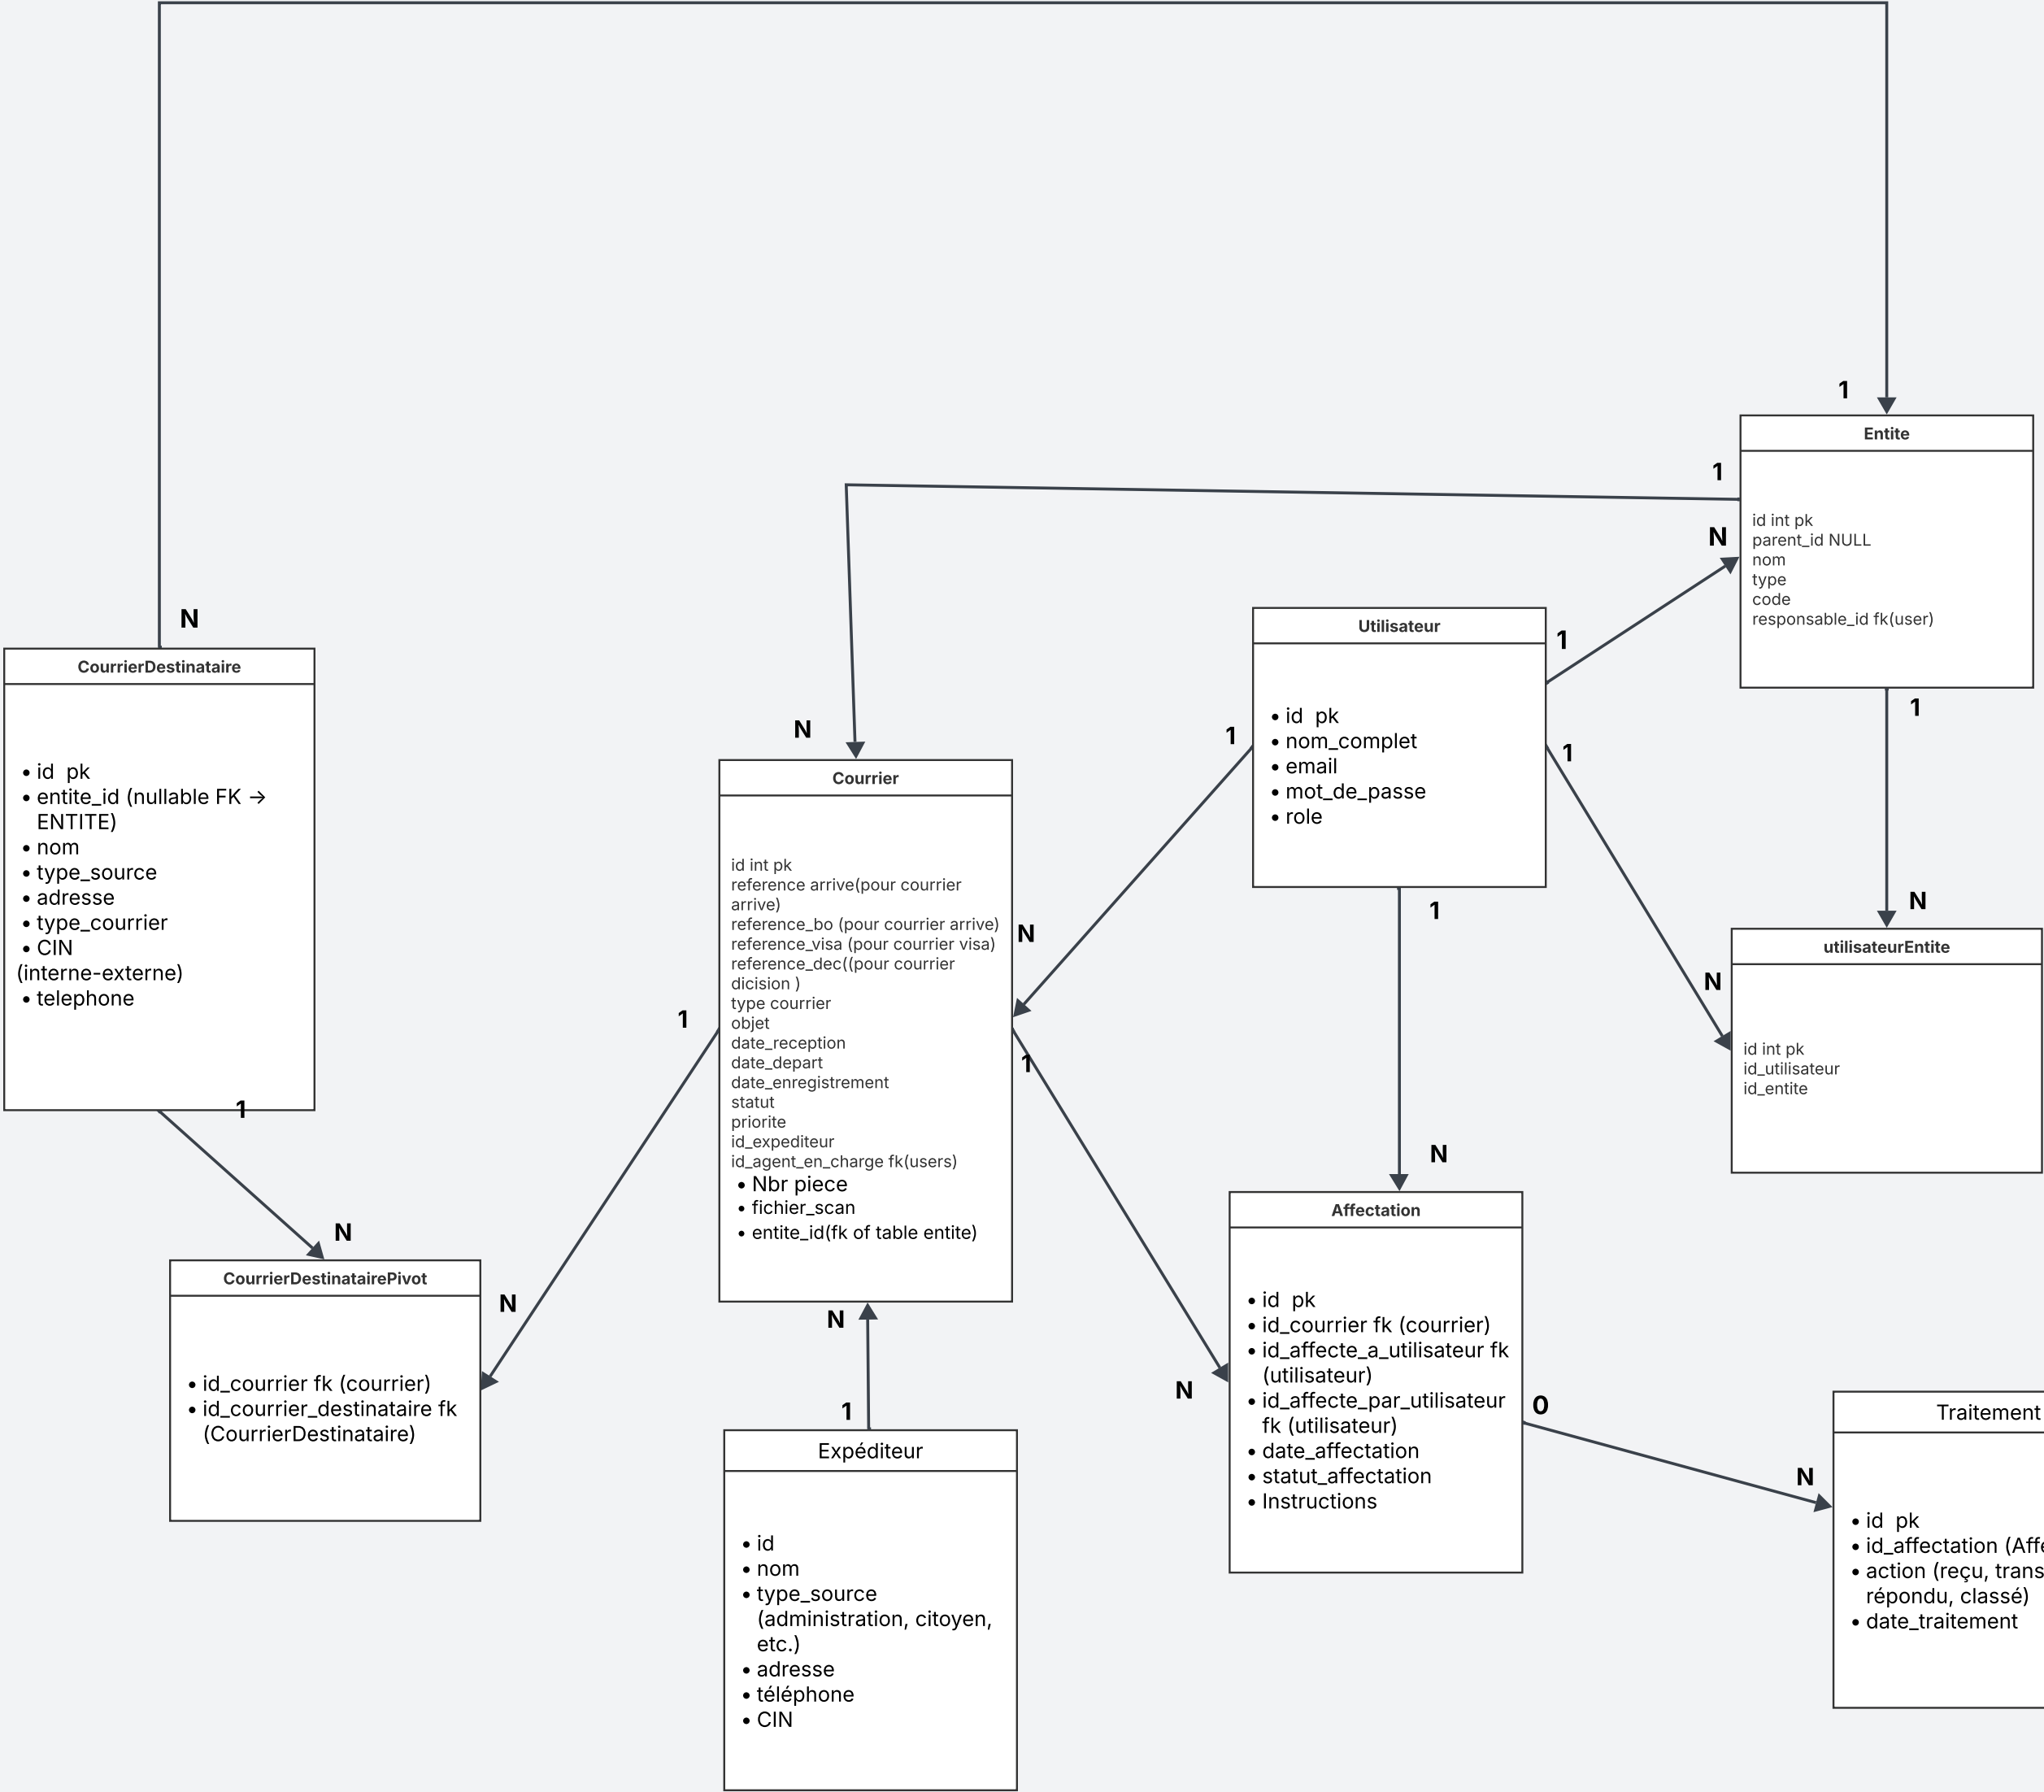 1
Entite
1
N
id int pk
parent_id NULL
nom
type
code
responsable_id fk(user)
1
N
CourrierDestinataire
• id  pk
• entite_id (nullable FK →
ENTITE)
• nom
• type_source
• adresse
• type_courrier
• CIN
(interne-externe)
• telephone
1
Utilisateur
• id  pk
• nom_complet
• email
• mot_de_passe
• role
1
1
1
1
N
Courrier
id int pk
reference arrive(pour courrier
arrive)
reference_bo (pour courrier arrive)
reference_visa (pour courrier visa)
reference_dec((pour courrier
dicision )
type courrier
objet
date_reception
date_depart
date_enregistrement
statut
priorite
id_expediteur
id_agent_en_charge fk(users)
• Nbr piece
• fichier_scan
• entite_id(fk of table entite)
N
1
1
N
N
utilisateurEntite
id int pk
id_utilisateur
id_entite
N
N
Affectation
• id  pk
• id_courrier fk (courrier)
• id_affecte_a_utilisateur fk
(utilisateur)
• id_affecte_par_utilisateur
fk (utilisateur)
• date_affectation
• statut_affectation
• Instructions
N
0
N
CourrierDestinatairePivot
• id_courrier fk (courrier)
• id_courrier_destinataire fk
(CourrierDestinataire)
N
N
1
Expéditeur
• id
• nom
• type_source
(administration, citoyen,
etc.)
• adresse
• téléphone
• CIN
N
Traitement
• id  pk
• id_affectation
• action (reçu,
répondu, classé)
• date_traitement